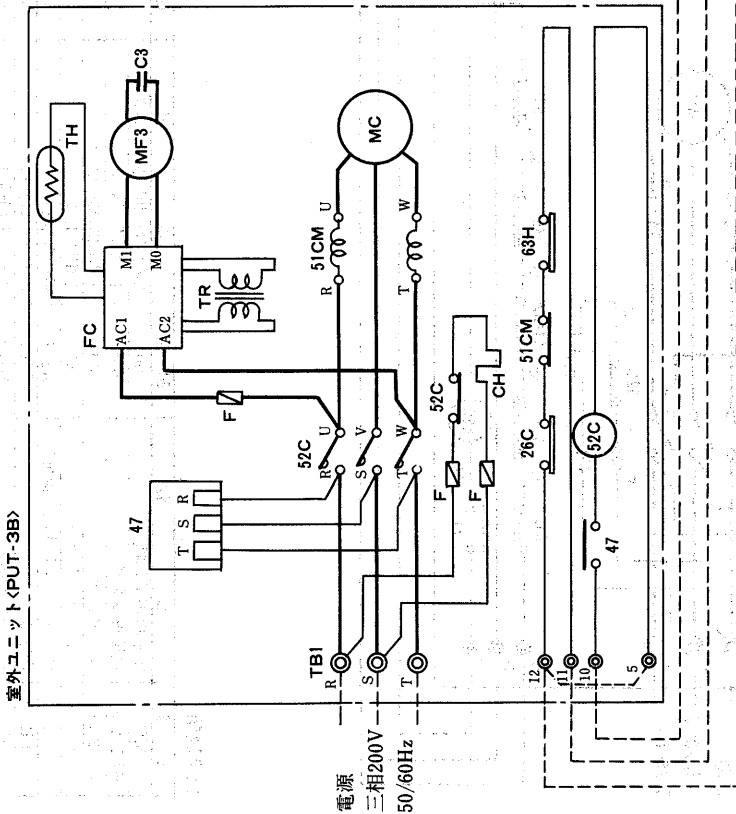 室外ユニット<PUT-3B>
TH
C3
MF3
M1
M0
FC
AC1
AC2
TR
F
47
R
S
T
52C
R
U
S
V
T
W
51CM
R
U
T
W
MC
TB1
R
S
T
電源
三相200V
50/60Hz
F
F
52C
CH
26C
51CM
63H
52C
47
12
11
10
5